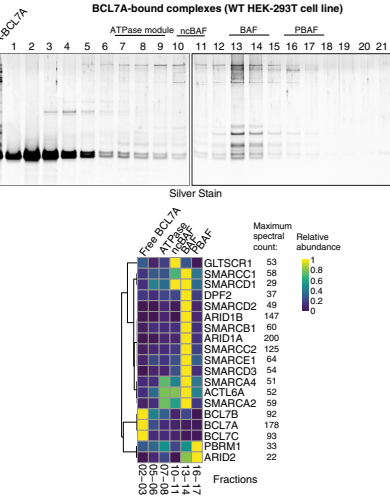 BCL7A-bound complexes (WT HEK-293T cell line)
-BCL7A
ATPase module ncBAF BAF PBAF
1 2 3 4 5 6 7 8 9 10 11 12 13 14 15 16 17 18 19 20 21
Silver Stain
Free BCL7A
ATPase
ncBAF
BAF
PBAF
Maximum
spectral
count:
Relative
abundance
1
0.8
0.6
0.4
0.2
0
GLTSCR1 53
SMARCC1 58
SMARCD1 29
DPF2 37
SMARCD2 49
ARID1B 147
SMARCB1 60
ARID1A 200
SMARCC2 125
SMARCE1 64
SMARCD3 54
SMARCA4 51
ACTL6A 52
SMARCA2 59
BCL7B 92
BCL7A 178
BCL7C 93
PBRM1 33
ARID2 22
02–03
05–06
07–08
10–11
13–14
16–17
Fractions